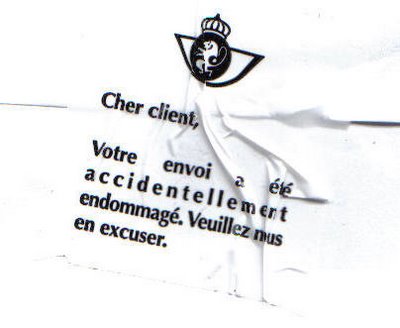 Cher client,
Votre envoi a été
accidentellement
endommagé. Veuillez nous
en excuser.